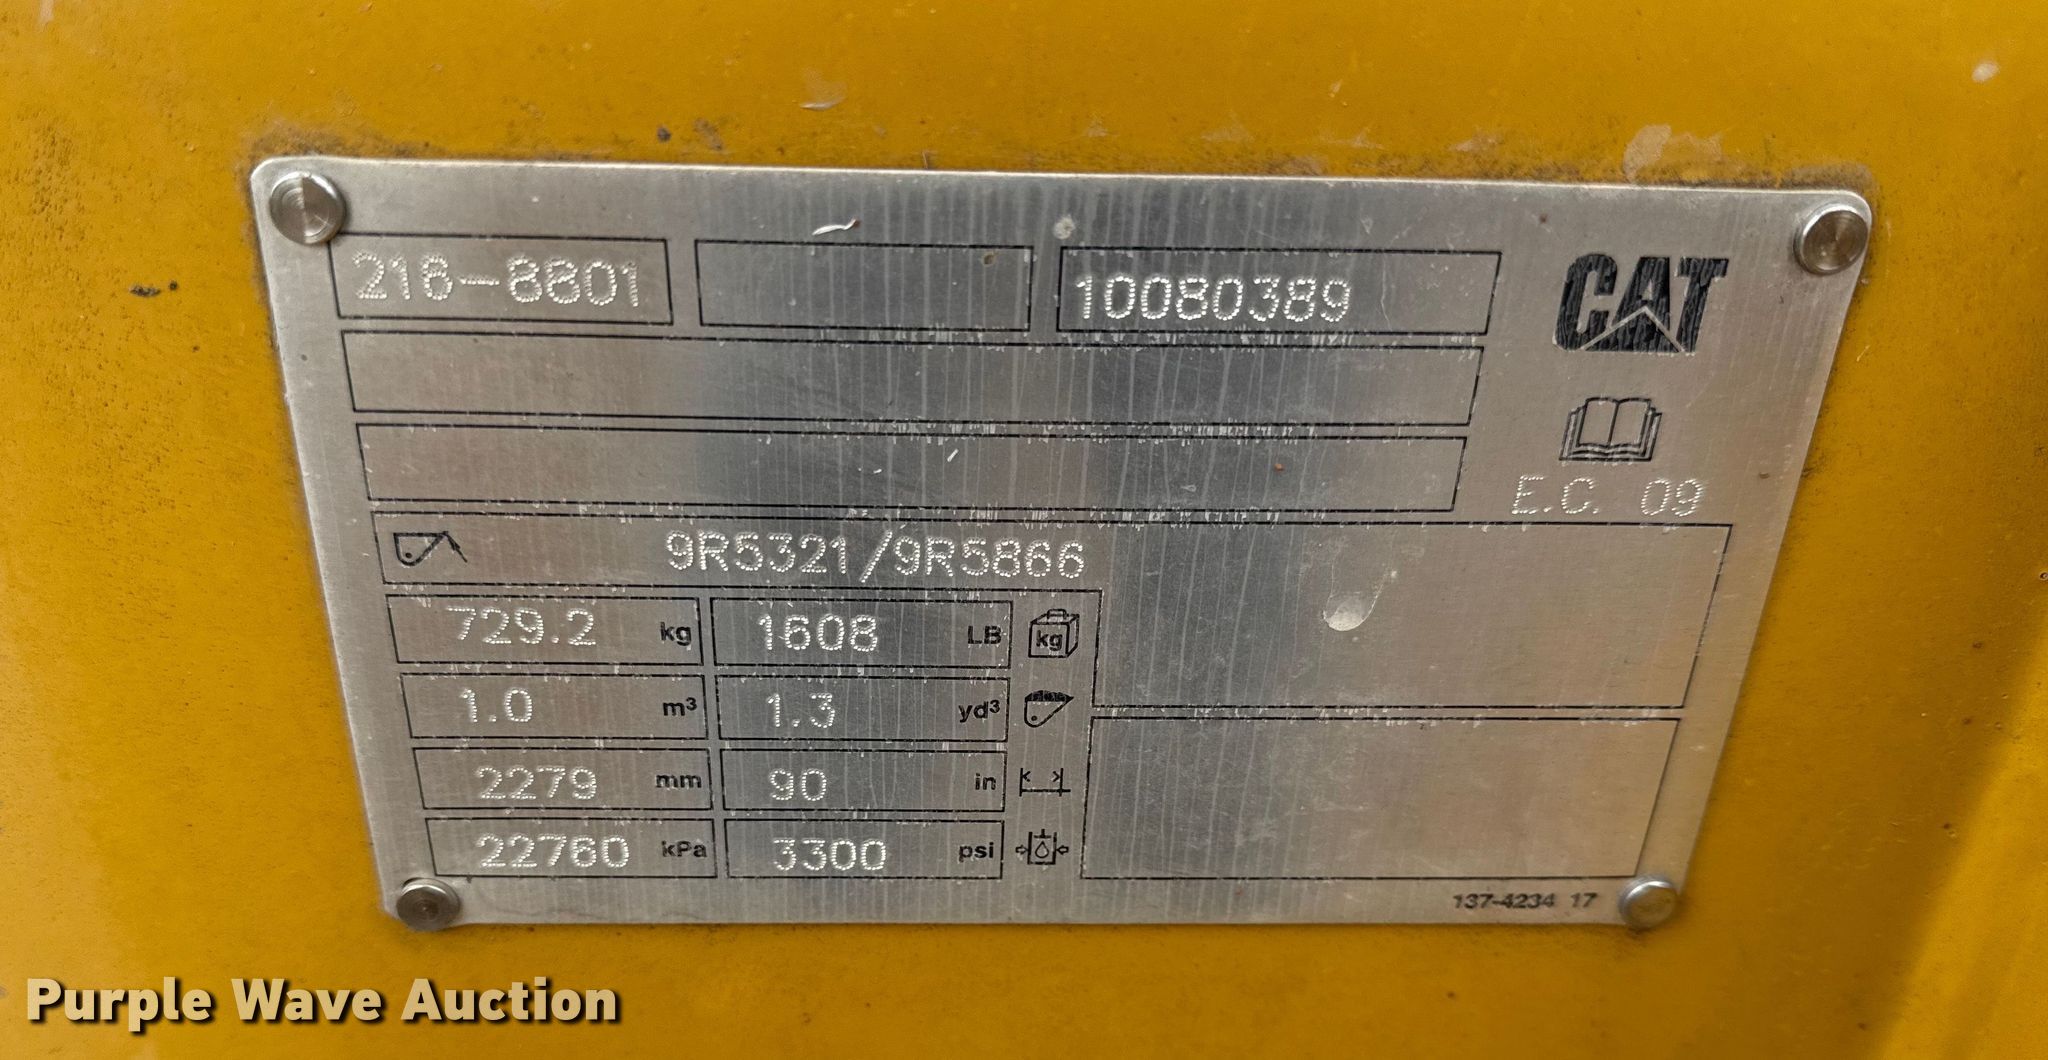 216-8801 10080389 CAT
E.C. 09
9R5321/9R5866
729.2 kg 1608 LB kg
1.0 m³ 1.3 yd³
2279 mm 90 in
22760 kPa 3300 psi
137-4234 17
Purple Wave Auction